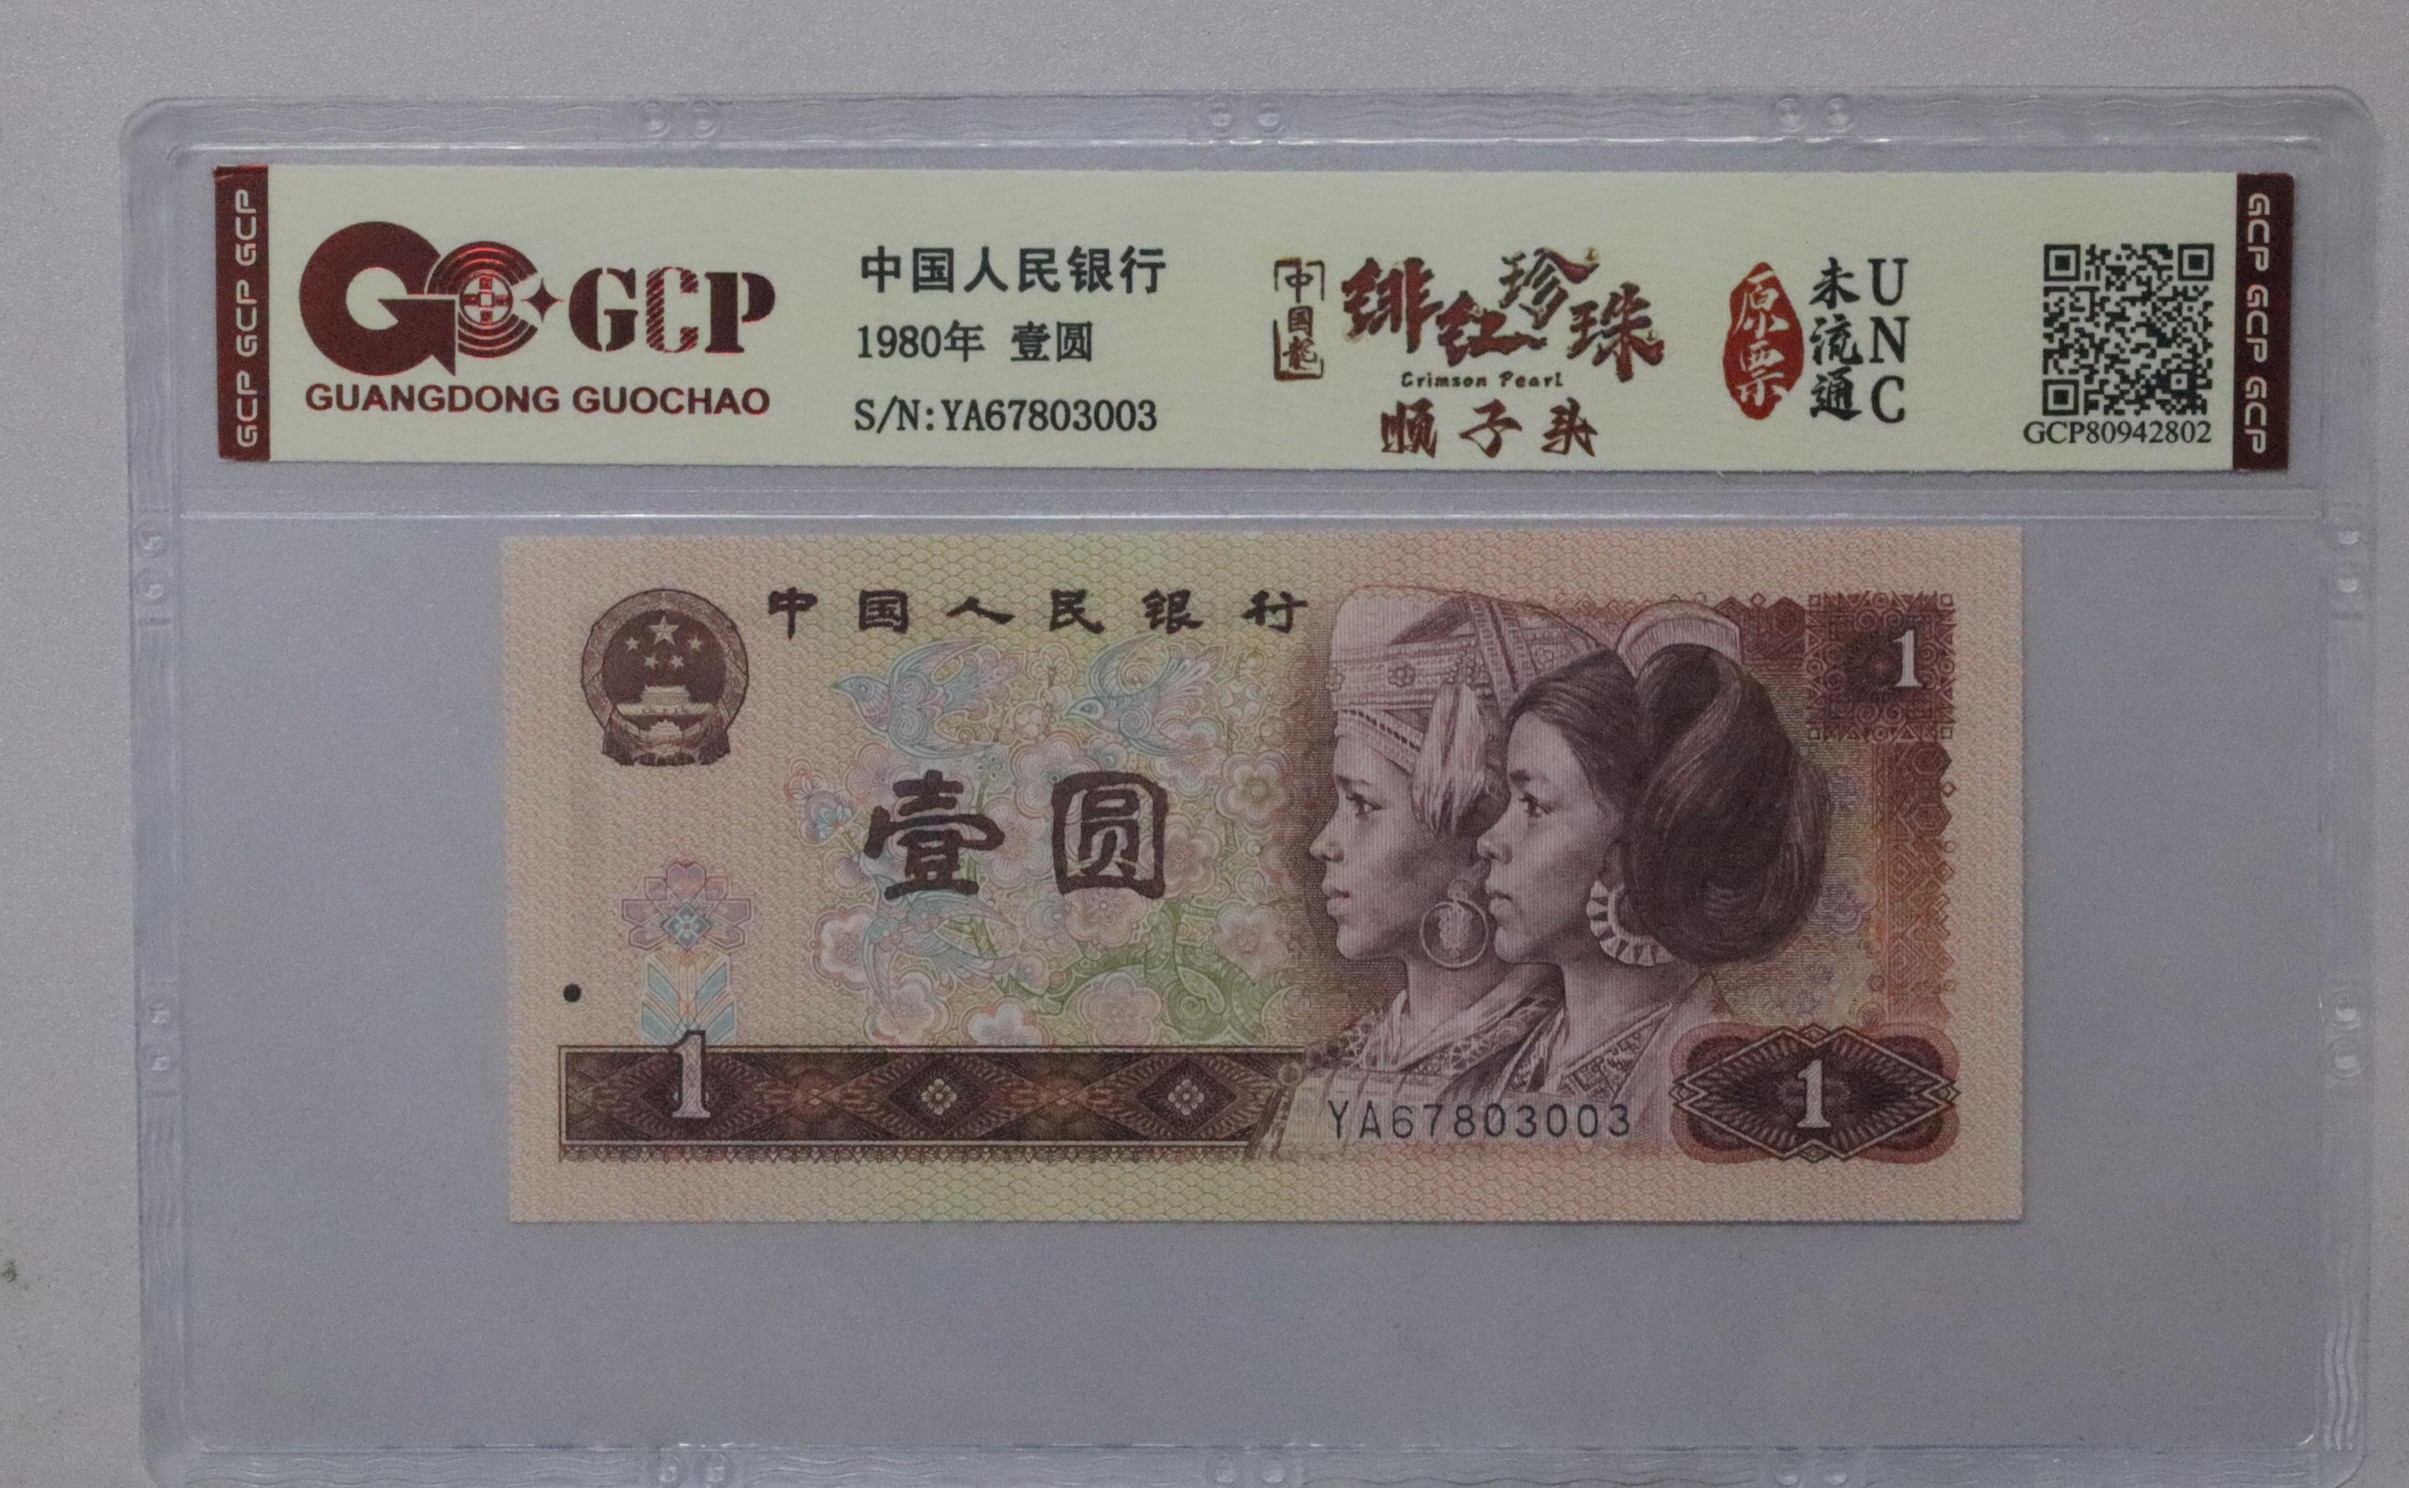 GCP GCP GCP
GCP
GUANGDONG GUOCHAO
中国人民银行
1980年 壹圆
S/N:YA67803003
中国龙
绯红珍珠
Crimson Pearl
顺子头
原票
未流通
UNC
GCP80942802
GCP GCP GCP
中国人民银行
1
壹圆
1
YA67803003
1